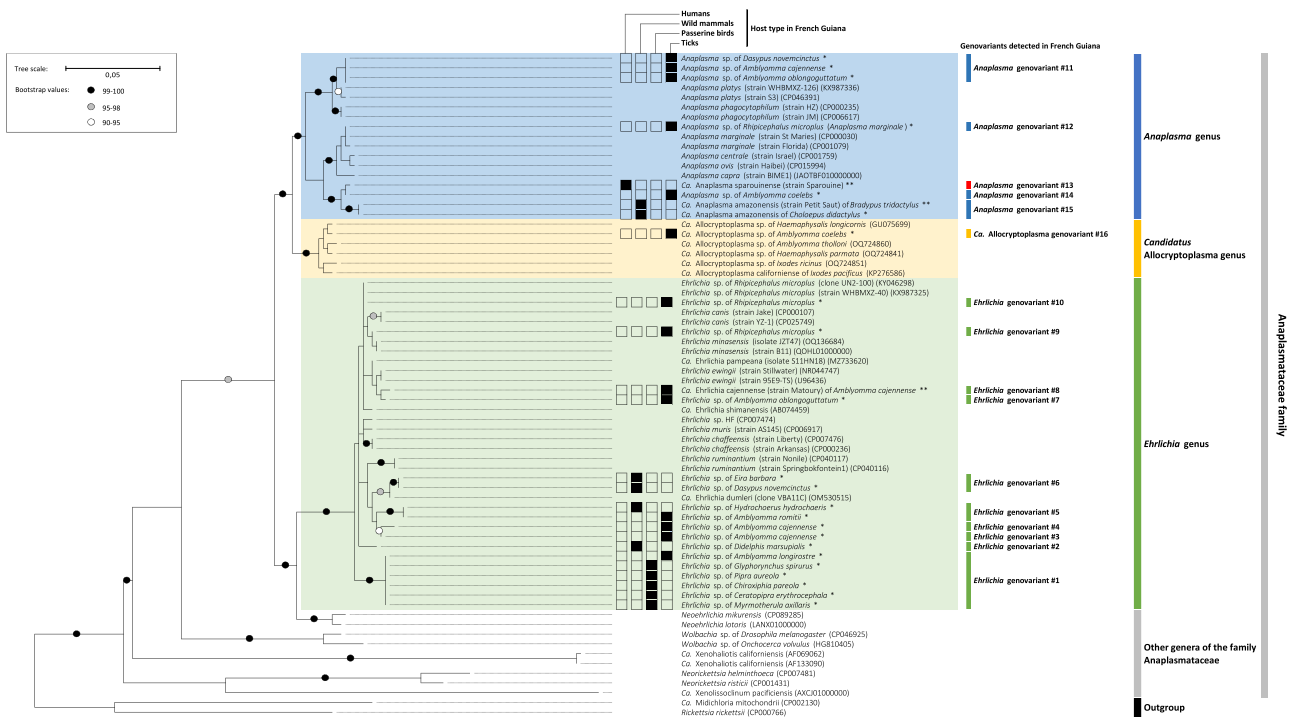 Humans
Wild mammals
Passerine birds
Ticks
Host type in French Guiana
Genovariants detected in French Guiana
Tree scale:
0,05
Bootstrap values:
99-100
95-98
90-95
Anaplasma sp. of Dasypus novemcinctus *
Anaplasma sp. of Amblyomma cajennense *
Anaplasma sp. of Amblyomma oblongoguttatum *
Anaplasma platys (strain WHBMXZ-126) (KX987336)
Anaplasma platys (strain S3) (CP046391)
Anaplasma phagocytaphilum (strain HZ) (CP000235)
Anaplasma phagocytaphilum (strain JM) (CP006617)
Anaplasma sp. of Rhipicephalus microplus (Anaplasma marginale) *
Anaplasma marginale (strain St Maries) (CP000030)
Anaplasma marginale (strain Florida) (CP001079)
Anaplasma centrale (strain Israel) (CP001759)
Anaplasma ovis (strain Haibei) (CP015994)
Anaplasma capra (strain BIME1) (JAOTBF010000000)
Ca. Anaplasma sparouinense (strain Sparouine) **
Anaplasma sp. of Amblyomma coelebs *
Ca. Anaplasma amazonensis (strain Petit Saut) of Bradypus tridactylus **
Ca. Anaplasma amazonensis of Choloepus didactylus *
Ca. Allocryptoplasma sp. of Haemaphysalis longicornis (GU075699)
Ca. Allocryptoplasma sp. of Amblyomma coelebs *
Ca. Allocryptoplasma sp. of Amblyomma tholloni (OQ724860)
Ca. Allocryptoplasma sp. of Haemaphysalis parmata (OQ724841)
Ca. Allocryptoplasma sp. of Ixodes ricinus (OQ724851)
Ca. Allocryptoplasma californiense of Ixodes pacificus (KP276586)
Ehrlichia sp. of Rhipicephalus microplus (clone UN2-100) (KY046298)
Ehrlichia sp. of Rhipicephalus microplus (strain WHBMXZ-40) (KX987325)
Ehrlichia sp. of Rhipicephalus microplus *
Ehrlichia canis (strain Jake) (CP000107)
Ehrlichia canis (strain YZ-1) (CP025749)
Ehrlichia sp. of Rhipicephalus microplus *
Ehrlichia minasensis (isolate JZT47) (OQ136684)
Ehrlichia minasensis (strain B11) (QOHL01000000)
Ca. Ehrlichia pampeana (isolate S11HN18) (MZ733620)
Ehrlichia ewingii (strain Stillwater) (NR044747)
Ehrlichia ewingii (strain 95E9-TS) (U96436)
Ca. Ehrlichia cajennense (strain Matoury) of Amblyomma cajennense **
Ehrlichia sp. of Amblyomma oblongoguttatum *
Ca. Ehrlichia shimanensis (AB074459)
Ehrlichia sp. HF (CP007474)
Ehrlichia muris (strain AS145) (CP006917)
Ehrlichia chaffeensis (strain Liberty) (CP007476)
Ehrlichia chaffeensis (strain Arkansas) (CP000236)
Ehrlichia ruminantium (strain Nonile) (CP040117)
Ehrlichia ruminantium (strain Springbokfontein1) (CP040116)
Ehrlichia sp. of Eira barbara *
Ehrlichia sp. of Dasypus novemcinctus *
Ca. Ehrlichia dumleri (clone VBA11C) (OM530515)
Ehrlichia sp. of Hydrochoerus hydrochaeris *
Ehrlichia sp. of Amblyomma romitii *
Ehrlichia sp. of Amblyomma cajennense *
Ehrlichia sp. of Amblyomma cajennense *
Ehrlichia sp. of Didelphis marsupialis *
Ehrlichia sp. of Amblyomma longirostre *
Ehrlichia sp. of Glyphorynchus spirurus *
Ehrlichia sp. of Pipra aureola *
Ehrlichia sp. of Chiroxiphia pareola *
Ehrlichia sp. of Ceratopipra erythrocephala *
Ehrlichia sp. of Myrmotherula axillaris *
Neoehrlichia mikurensis (CP089285)
Neoehrlichia lotoris (LANX01000000)
Wolbachia sp. of Drosophila melanogaster (CP046925)
Wolbachia sp. of Onchocerca volvulus (HG810405)
Ca. Xenohaliotis californiensis (AF069062)
Ca. Xenohaliotis californiensis (AF133090)
Neorickettsia helminthoeca (CP007481)
Neorickettsia risticii (CP001431)
Ca. Xenolissoclinum pacificiensis (AXCJ01000000)
Ca. Midichloria mitochondrii (CP002130)
Rickettsia rickettsii (CP000766)
Anaplasma genovariant #11
Anaplasma genovariant #12
Anaplasma genovariant #13
Anaplasma genovariant #14
Anaplasma genovariant #15
Ca. Allocryptoplasma genovariant #16
Ehrlichia genovariant #10
Ehrlichia genovariant #9
Ehrlichia genovariant #8
Ehrlichia genovariant #7
Ehrlichia genovariant #6
Ehrlichia genovariant #5
Ehrlichia genovariant #4
Ehrlichia genovariant #3
Ehrlichia genovariant #2
Ehrlichia genovariant #1
Anaplasma genus
Candidatus
Allocryptoplasma genus
Ehrlichia genus
Other genera of the family
Anaplasmataceae
Outgroup
Anaplasmataceae family